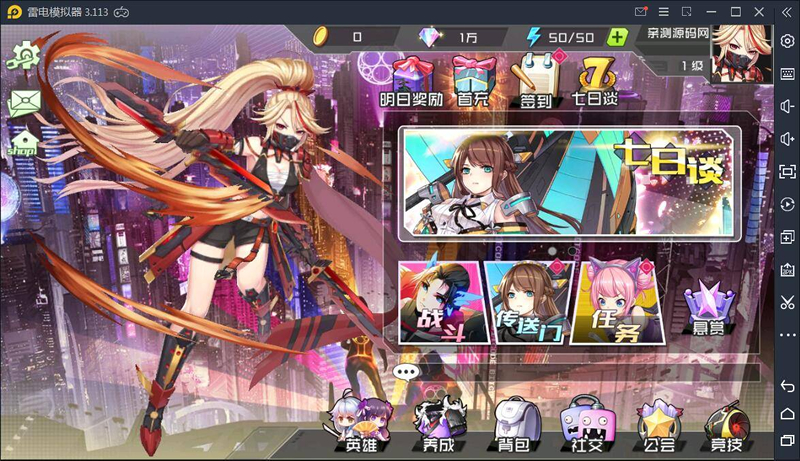 雷电模拟器 3.113
0
1万
50/50
亲测源码网
1 级
shop!
明日奖励
首充
签到
七日谈
七日谈
战斗
传送门
任务
悬赏
英雄
养成
背包
社交
公会
竞技